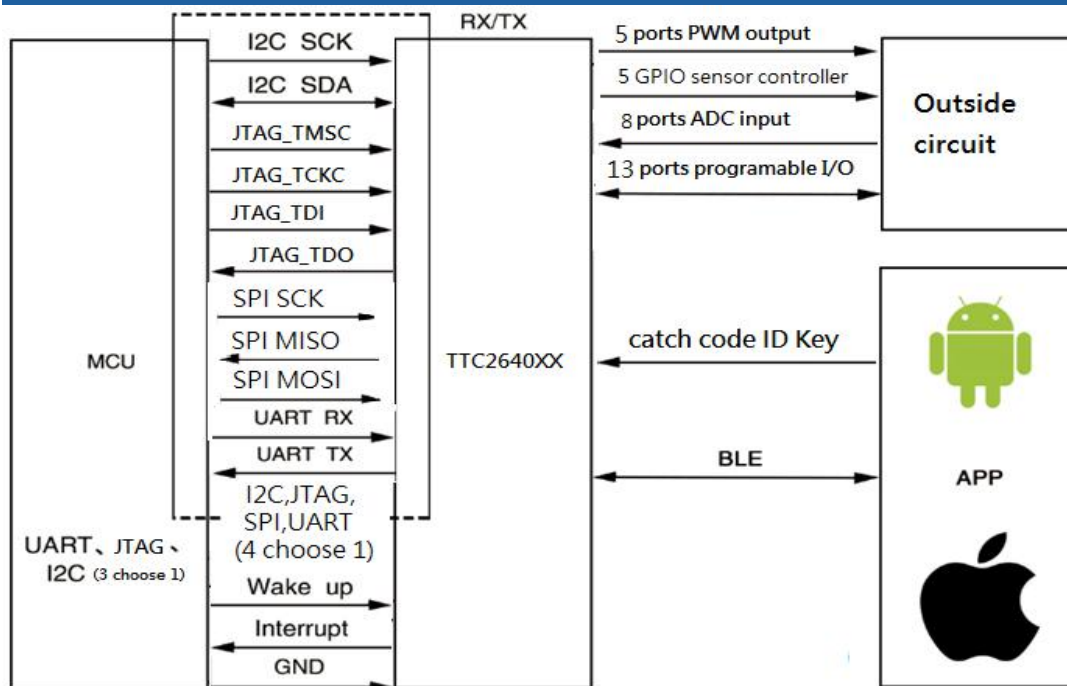 RX/TX
I2C SCK
I2C SDA
JTAG_TMSC
JTAG_TCKC
JTAG_TDI
JTAG_TDO
SPI SCK
SPI MISO
SPI MOSI
UART RX
UART TX
I2C,JTAG,
SPI,UART
(4 choose 1)
Wake up
Interrupt
GND
MCU
UART、JTAG、
I2C (3 choose 1)
TTC2640XX
5 ports PWM output
5 GPIO sensor controller
8 ports ADC input
13 ports programable I/O
Outside
circuit
catch code ID Key
BLE
APP